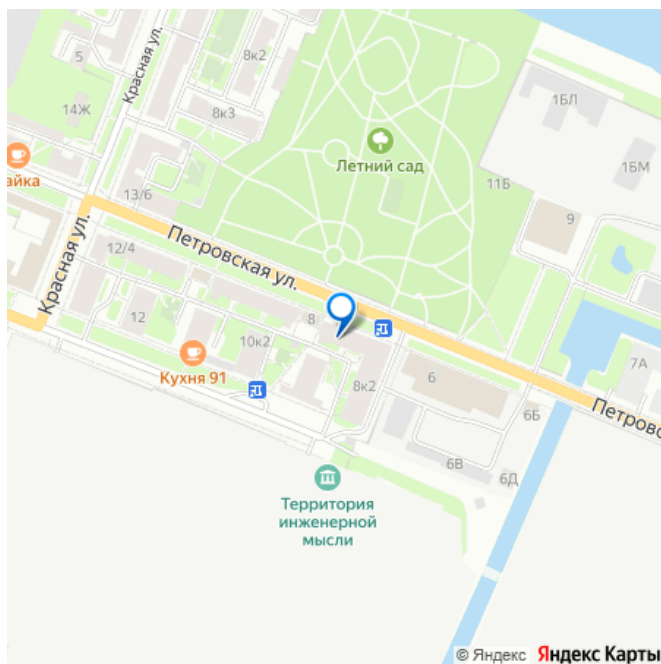 Красная ул.
5
8к2
14Ж
8к3
1БЛ
Летний сад
1БМ
айка
11Б
13/6
9
Петровская ул.
12/4
Красная ул.
8
12
10к2
Кухня 91
8к2
6
7А
6Б
Петровс
6В
6Д
Территория
инженерной
мысли
© Яндекс Яндекс Карты